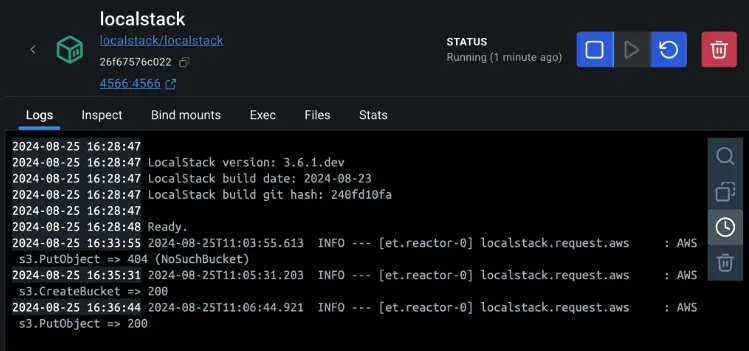 localstack
localstack/localstack
26f67576c022
4566:4566
STATUS
Running (1 minute ago)
Logs Inspect Bind mounts Exec Files Stats
2024-08-25 16:28:47
2024-08-25 16:28:47 LocalStack version: 3.6.1.dev
2024-08-25 16:28:47 LocalStack build date: 2024-08-23
2024-08-25 16:28:47 LocalStack build git hash: 240fd10fa
2024-08-25 16:28:47
2024-08-25 16:28:48 Ready.
2024-08-25 16:33:55 2024-08-25T11:03:55.613  INFO --- [et.reactor-0] localstack.request.aws     : AWS
s3.PutObject => 404 (NoSuchBucket)
2024-08-25 16:35:31 2024-08-25T11:05:31.203  INFO --- [et.reactor-0] localstack.request.aws     : AWS
s3.CreateBucket => 200
2024-08-25 16:36:44 2024-08-25T11:06:44.921  INFO --- [et.reactor-0] localstack.request.aws     : AWS
s3.PutObject => 200